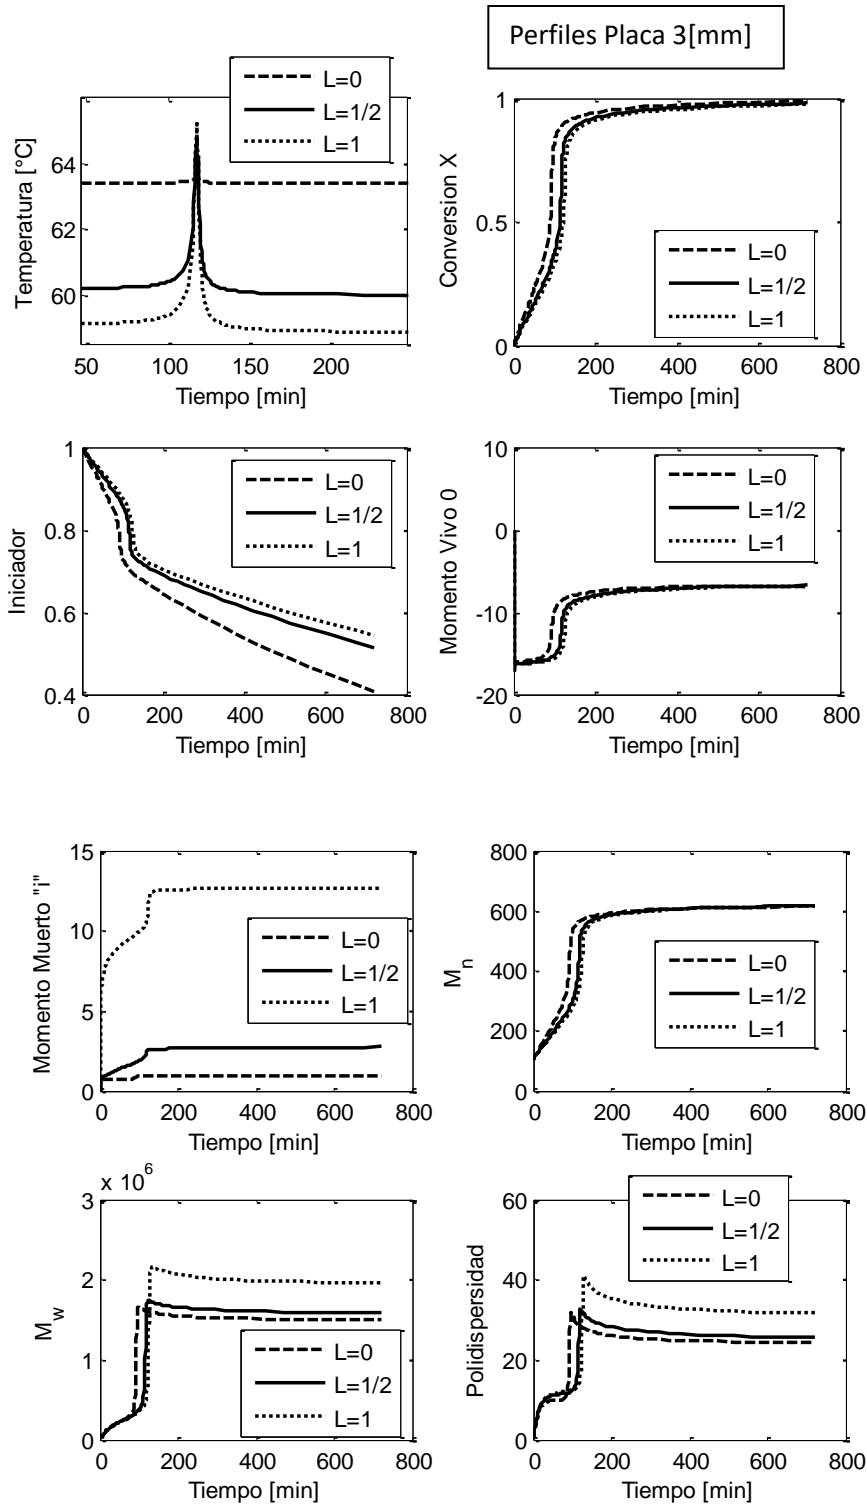 Perfiles Placa 3[mm]
L=0
L=1/2
L=1
Temperatura [°C]
64
62
60
50
100
150
200
Tiempo [min]
Conversion X
1
0.5
0
L=0
L=1/2
L=1
0
200
400
600
800
Tiempo [min]
Iniciador
1
0.8
0.6
0.4
L=0
L=1/2
L=1
0
200
400
600
800
Tiempo [min]
Momento Vivo 0
10
0
-10
-20
L=0
L=1/2
L=1
0
200
400
600
800
Tiempo [min]
Momento Muerto "i"
15
10
5
0
L=0
L=1/2
L=1
0
200
400
600
800
Tiempo [min]
M_n
800
600
400
200
0
L=0
L=1/2
L=1
0
200
400
600
800
Tiempo [min]
x 10^6
M_w
3
2
1
0
L=0
L=1/2
L=1
0
200
400
600
800
Tiempo [min]
Polidispersidad
60
40
20
0
L=0
L=1/2
L=1
0
200
400
600
800
Tiempo [min]